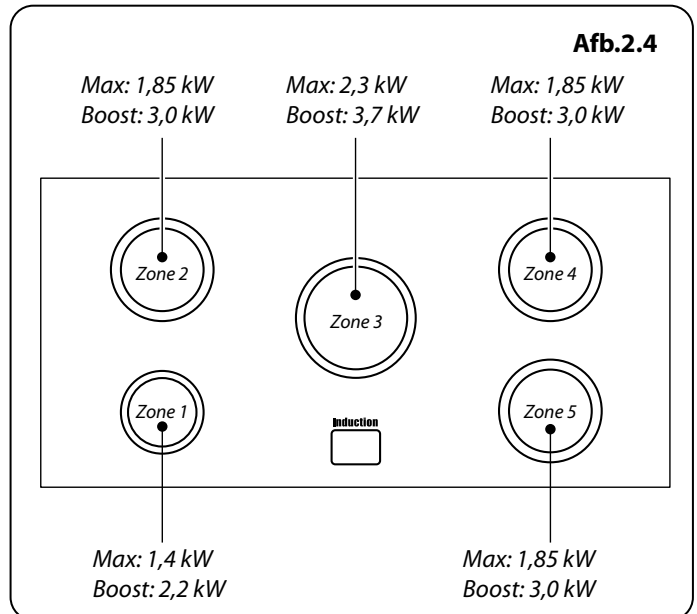 Afb.2.4
Max: 1,85 kW
Boost: 3,0 kW
Max: 2,3 kW
Boost: 3,7 kW
Max: 1,85 kW
Boost: 3,0 kW
Zone 2
Zone 3
Zone 4
Zone 1
Induction
Zone 5
Max: 1,4 kW
Boost: 2,2 kW
Max: 1,85 kW
Boost: 3,0 kW